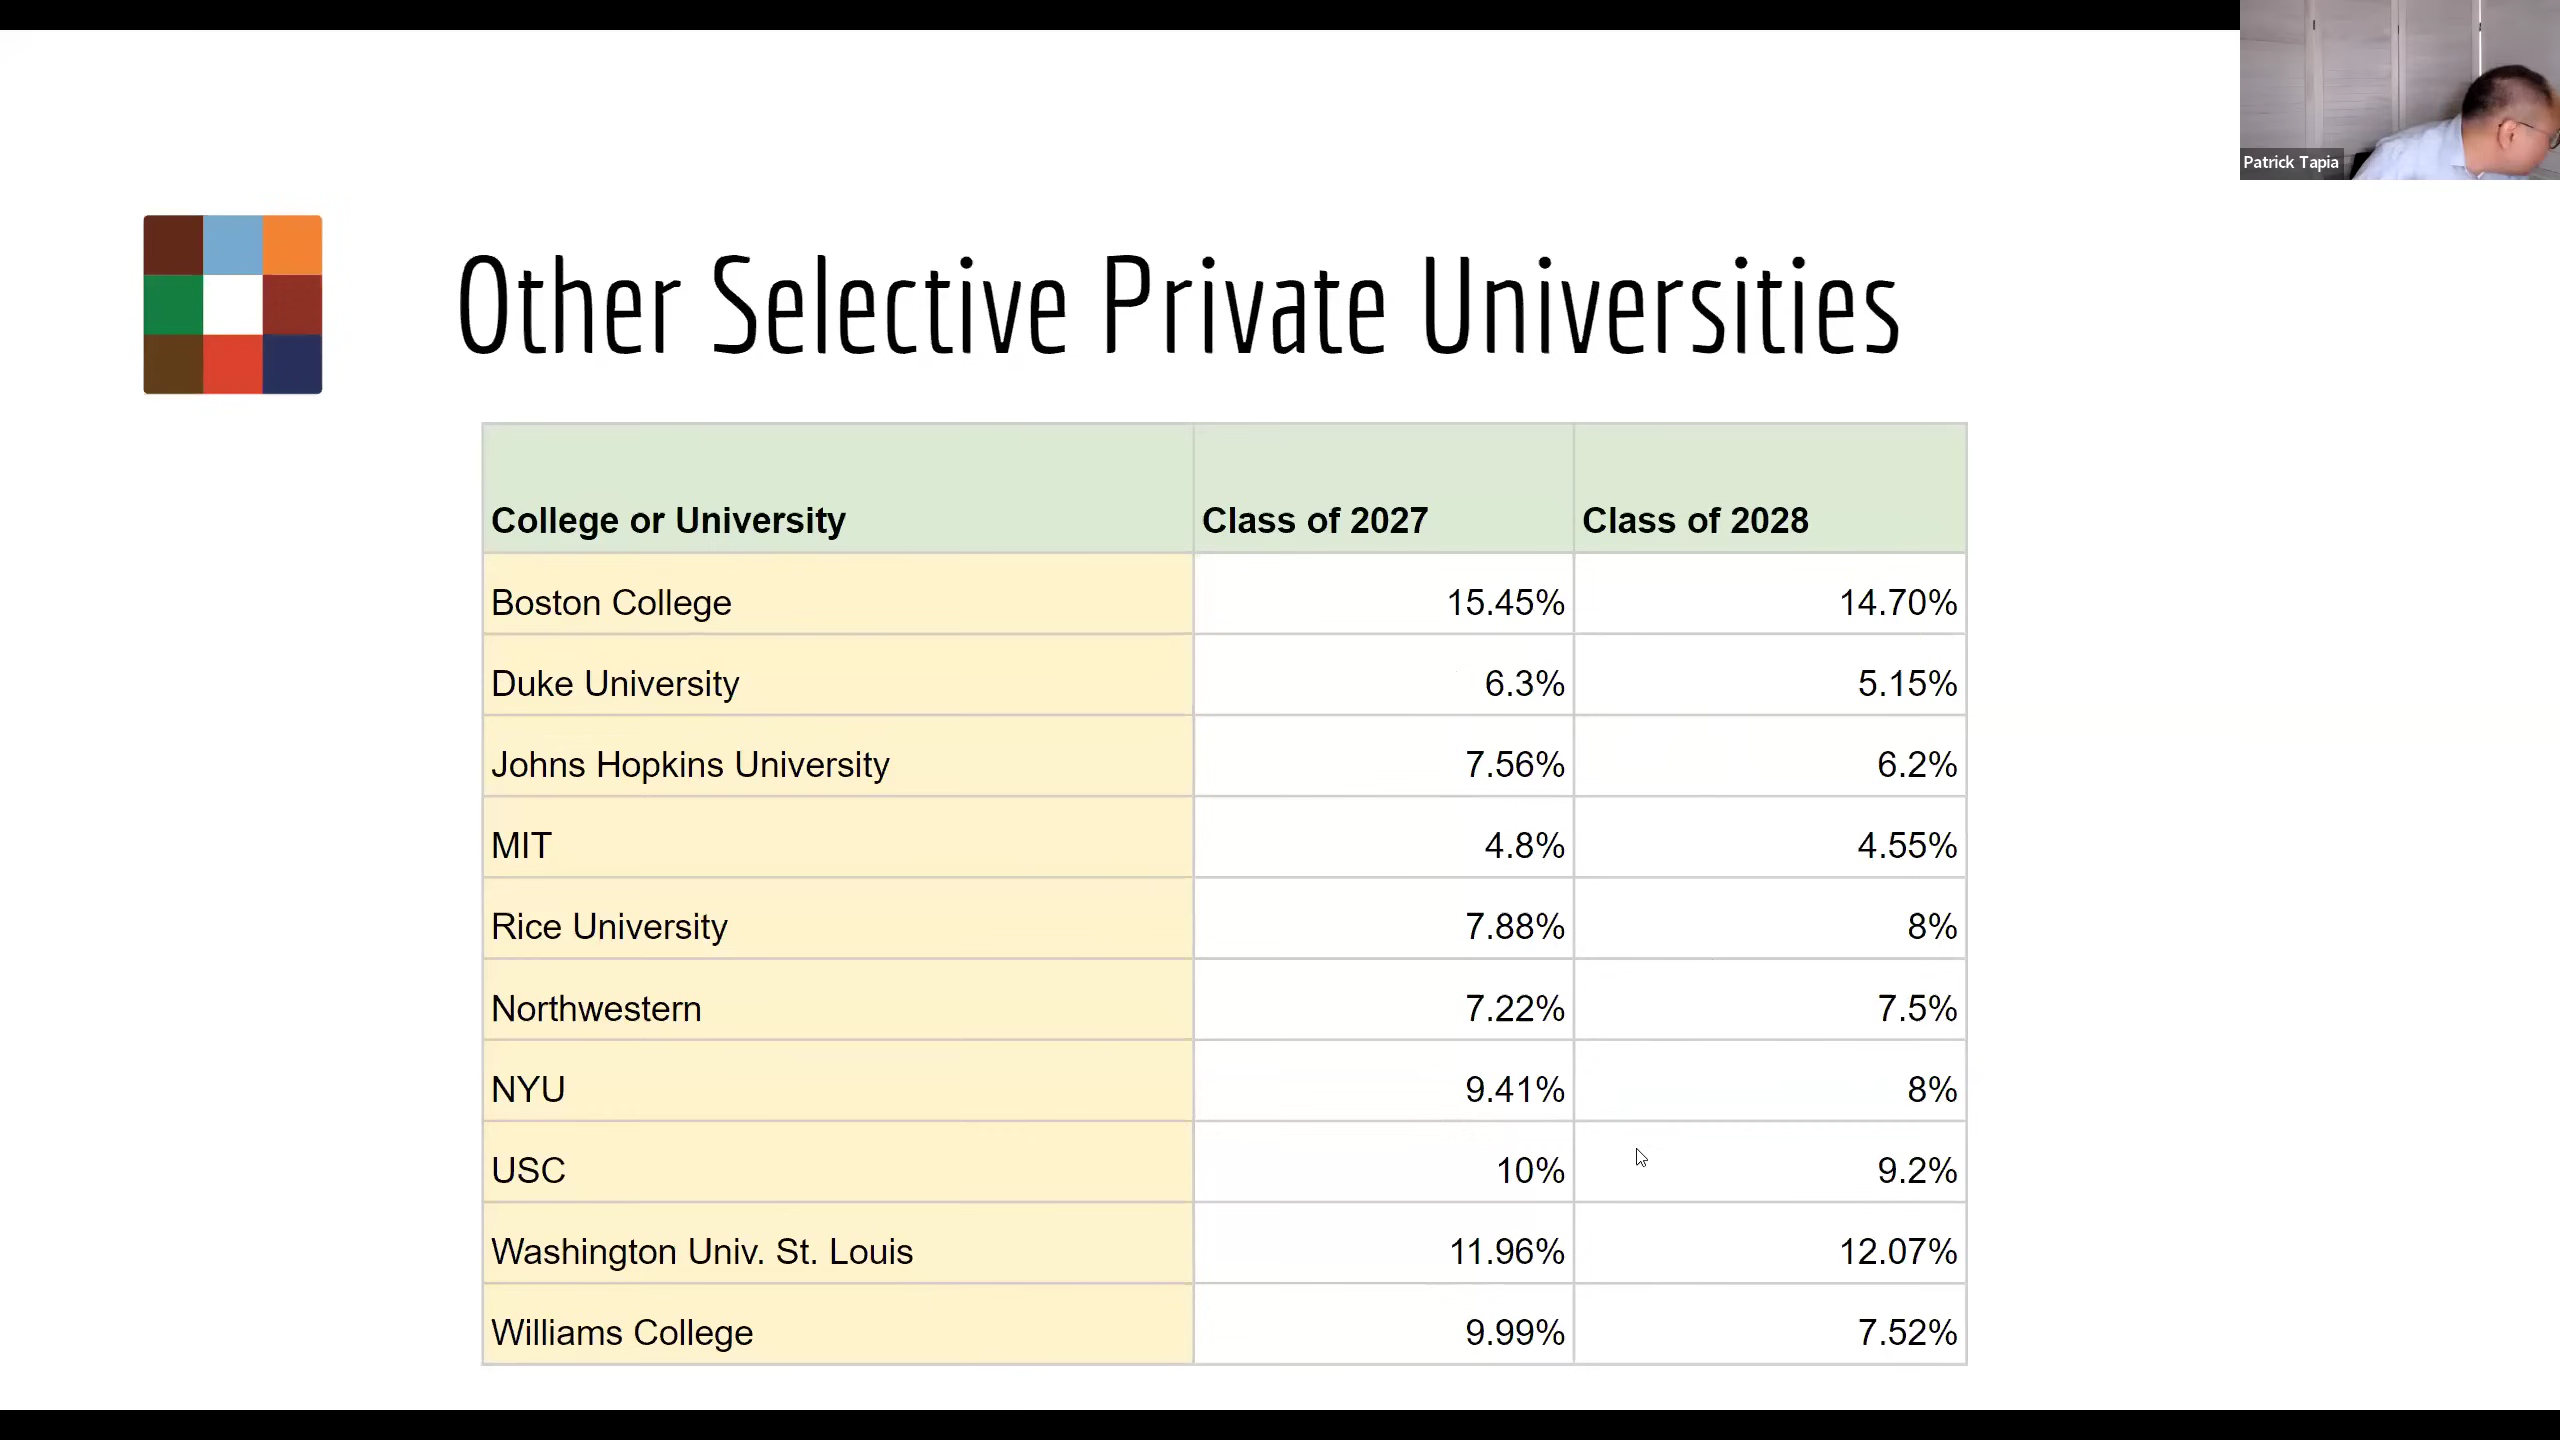 Patrick Tapia
Other Selective Private Universities
College or University Class of 2027 Class of 2028
Boston College 15.45% 14.70%
Duke University 6.3% 5.15%
Johns Hopkins University 7.56% 6.2%
MIT 4.8% 4.55%
Rice University 7.88% 8%
Northwestern 7.22% 7.5%
NYU 9.41% 8%
USC 10% 9.2%
Washington Univ. St. Louis 11.96% 12.07%
Williams College 9.99% 7.52%